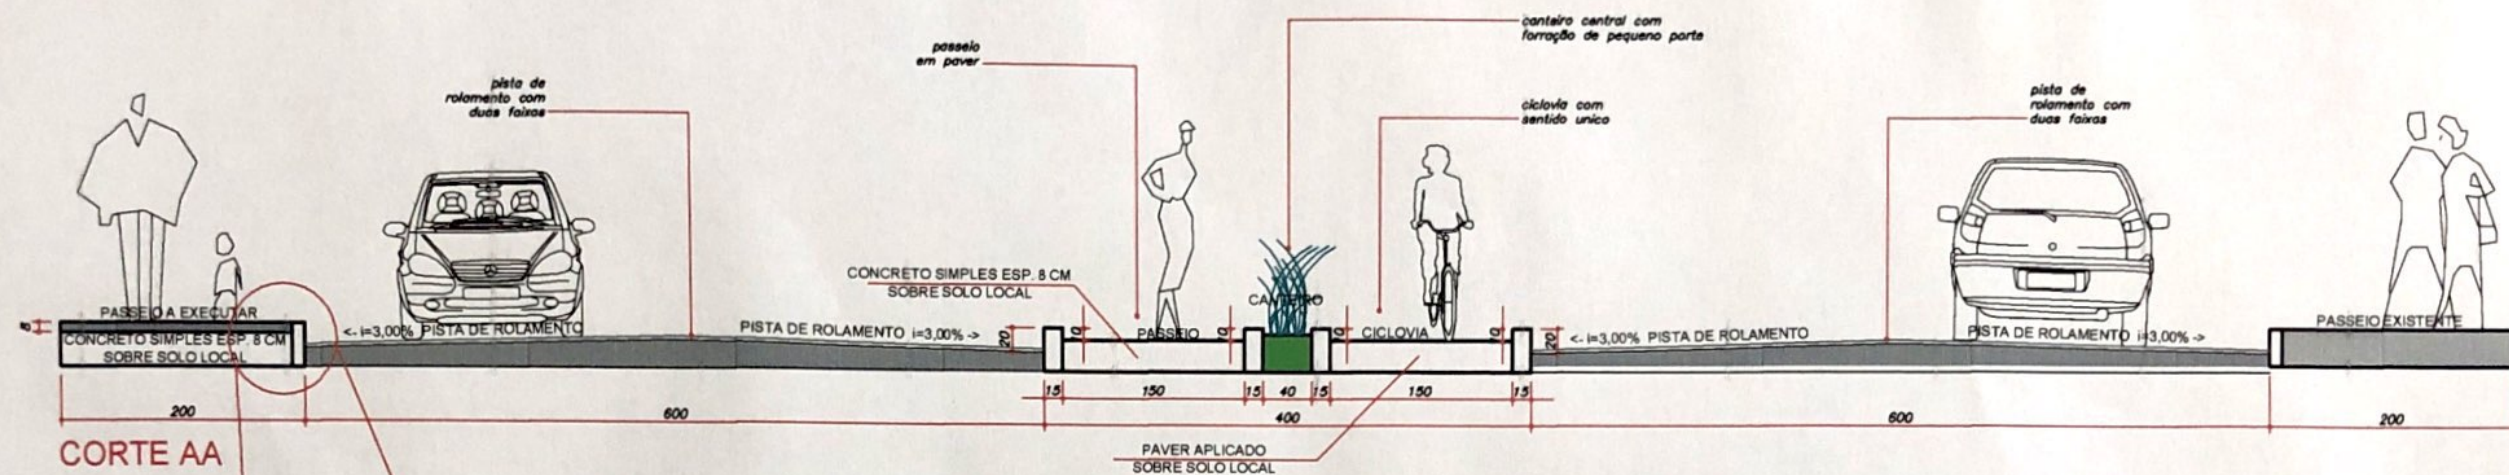 canteiro central com
forração de pequeno porte
passeio
em paver
pista de
rolamento com
duas faixas
ciclovia com
sentido unico
pista de
rolamento com
duas faixas
CONCRETO SIMPLES ESP. 8 CM
SOBRE SOLO LOCAL
CANTEIRO
PASSEIO A EXECUTAR
8
CONCRETO SIMPLES ESP. 8 CM
SOBRE SOLO LOCAL
<- i=3,00% PISTA DE ROLAMENTO
PISTA DE ROLAMENTO i=3,00% ->
20
10
PASSEIO
10
10
CICLOVIA
10
20
<- i=3,00% PISTA DE ROLAMENTO
PISTA DE ROLAMENTO i=3,00% ->
PASSEIO EXISTENTE
15
150
15
40
15
150
15
200
600
400
600
200
CORTE AA
PAVER APLICADO
SOBRE SOLO LOCAL